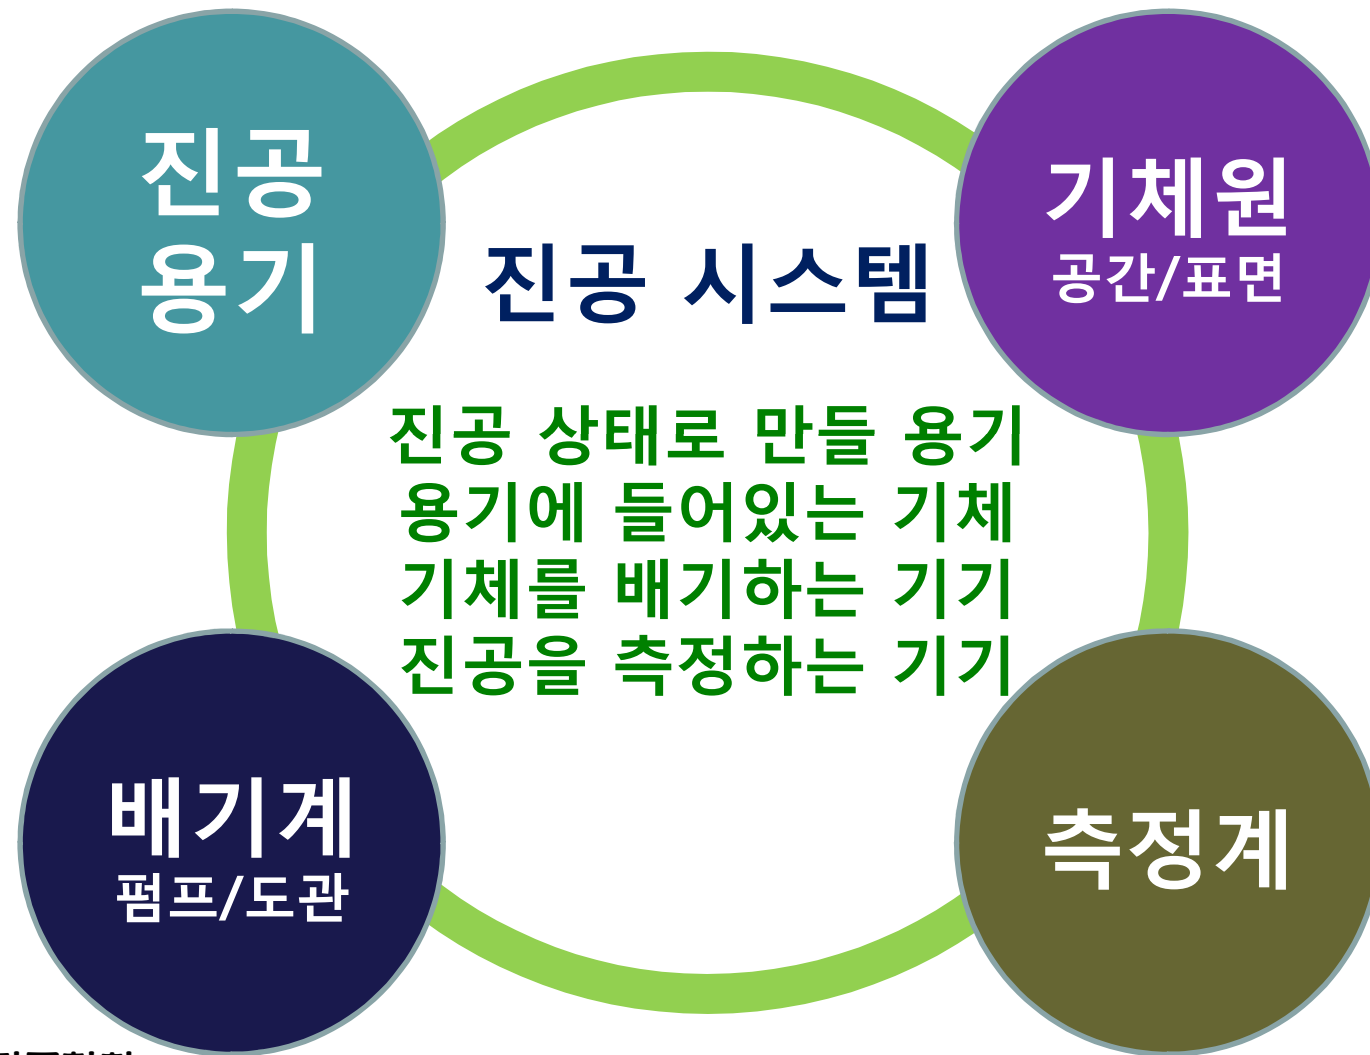 진공
용기
기체원
공간/표면
진공 시스템
진공 상태로 만들 용기
용기에 들어있는 기체
기체를 배기하는 기기
진공을 측정하는 기기
배기계
펌프/도관
측정계